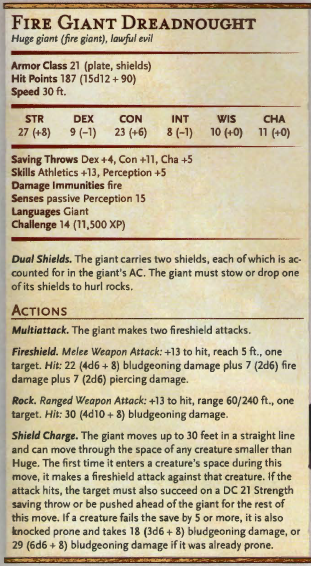 FIRE GIANT DREADNOUGHT
Huge giant (fire giant), lawful evil
Armor Class 21 (plate, shields)
Hit Points 187 (15d12 + 90)
Speed 30 ft.
STR DEX CON INT WIS CHA
27 (+8) 9 (−1) 23 (+6) 8 (−1) 10 (+0) 11 (+0)
Saving Throws Dex +4, Con +11, Cha +5
Skills Athletics +13, Perception +5
Damage Immunities fire
Senses passive Perception 15
Languages Giant
Challenge 14 (11,500 XP)
Dual Shields. The giant carries two shields, each of which is ac-
counted for in the giant's AC. The giant must stow or drop one
of its shields to hurl rocks.
ACTIONS
Multiattack. The giant makes two fireshield attacks.
Fireshield. Melee Weapon Attack: +13 to hit, reach 5 ft., one
target. Hit: 22 (4d6 + 8) bludgeoning damage plus 7 (2d6) fire
damage plus 7 (2d6) piercing damage.
Rock. Ranged Weapon Attack: +13 to hit, range 60/240 ft., one
target. Hit: 30 (4d10 + 8) bludgeoning damage.
Shield Charge. The giant moves up to 30 feet in a straight line
and can move through the space of any creature smaller than
Huge. The first time it enters a creature's space during this
move, it makes a fireshield attack against that creature. If the
attack hits, the target must also succeed on a DC 21 Strength
saving throw or be pushed ahead of the giant for the rest of
this move. If a creature fails the save by 5 or more, it is also
knocked prone and takes 18 (3d6 + 8) bludgeoning damage, or
29 (6d6 + 8) bludgeoning damage if it was already prone.